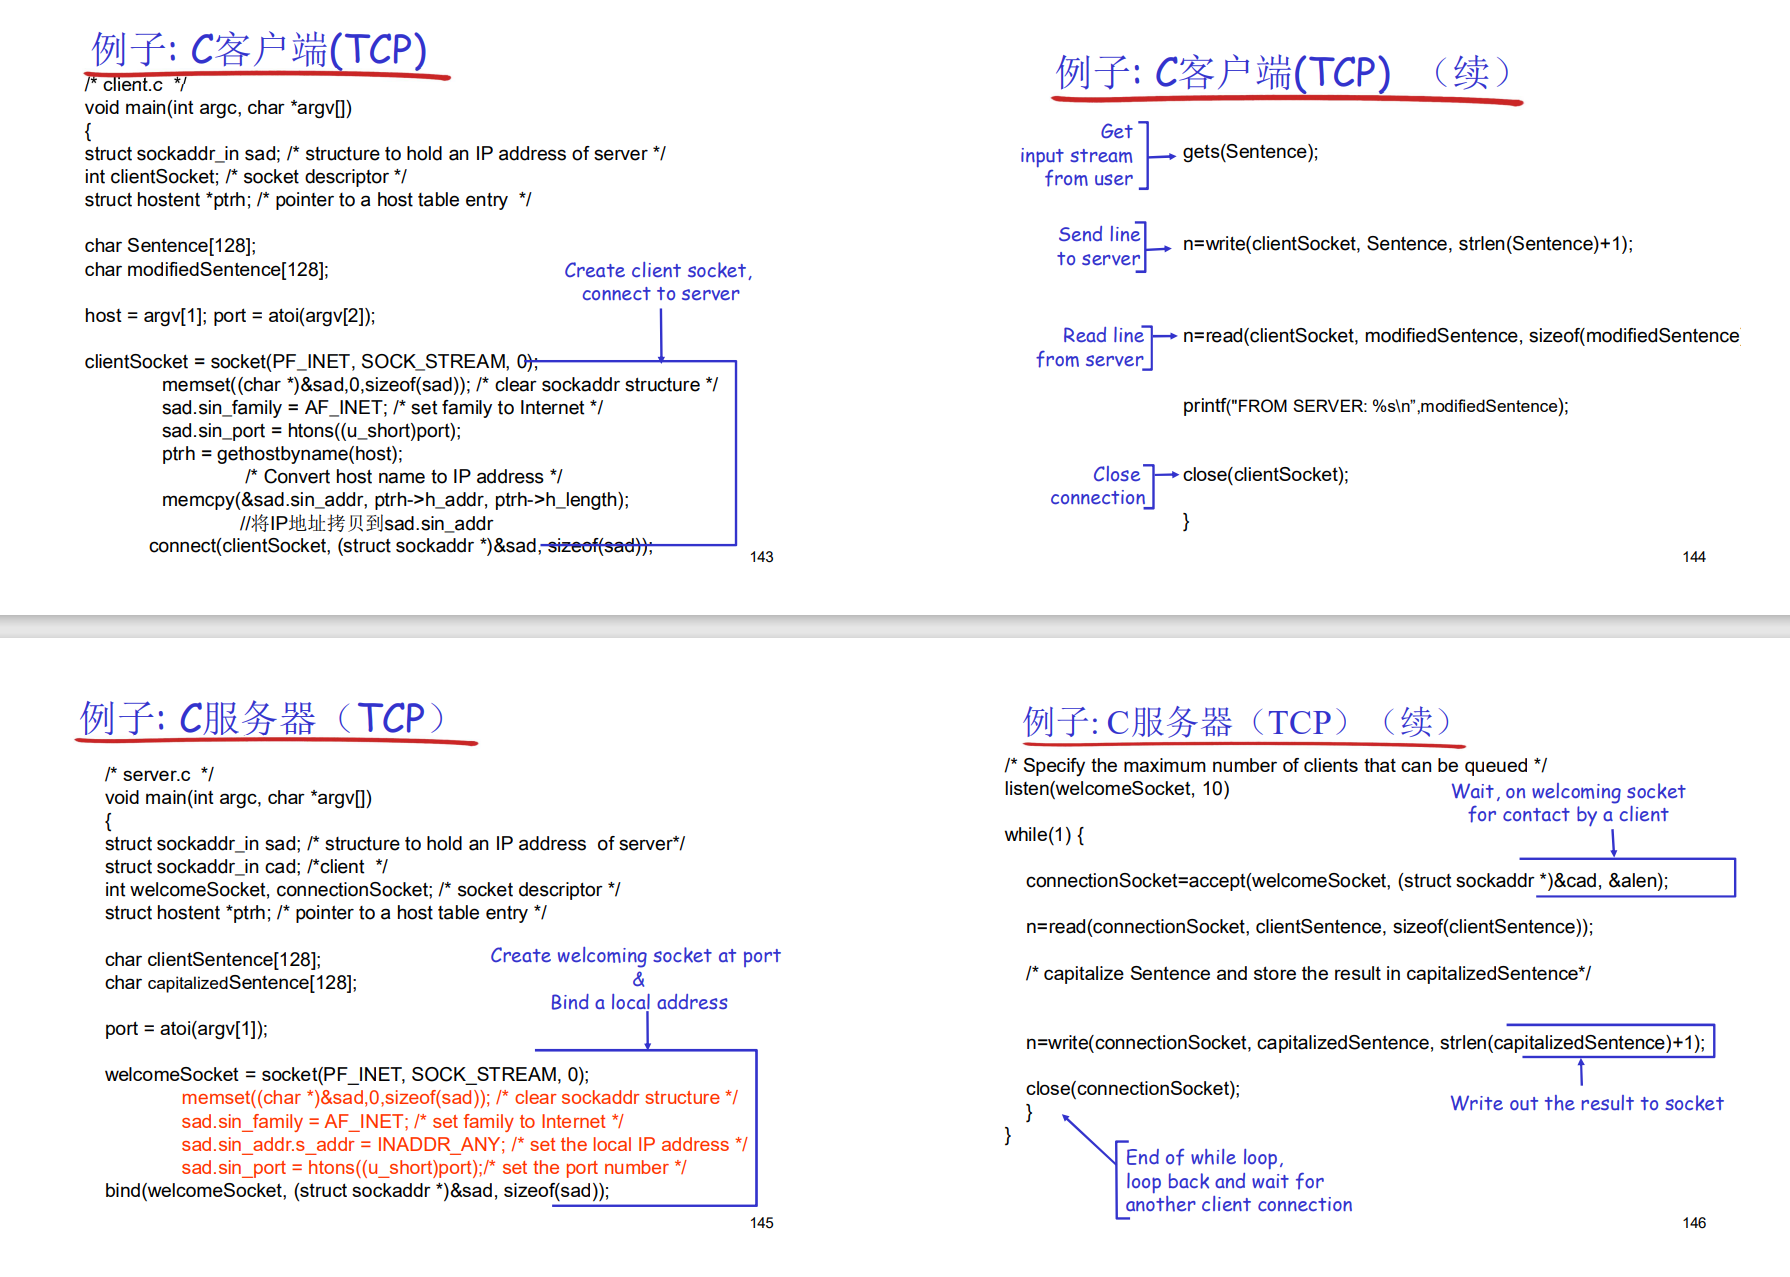 例子: C客户端(TCP)
/* client.c  */
void main(int argc, char *argv[])
{
struct sockaddr_in sad; /* structure to hold an IP address of server */
int clientSocket; /* socket descriptor */
struct hostent *ptrh; /* pointer to a host table entry  */
char Sentence[128];
char modifiedSentence[128];
Create client socket,
connect to server
host = argv[1]; port = atoi(argv[2]);
clientSocket = socket(PF_INET, SOCK_STREAM, 0);
memset((char *)&sad,0,sizeof(sad)); /* clear sockaddr structure */
sad.sin_family = AF_INET; /* set family to Internet */
sad.sin_port = htons((u_short)port);
ptrh = gethostbyname(host);
/* Convert host name to IP address */
memcpy(&sad.sin_addr, ptrh->h_addr, ptrh->h_length);
//将IP地址拷贝到sad.sin_addr
connect(clientSocket, (struct sockaddr *)&sad, sizeof(sad));
143
例子: C客户端(TCP) （续）
Get
input stream
from user
gets(Sentence);
Send line
to server
n=write(clientSocket, Sentence, strlen(Sentence)+1);
Read line
from server
n=read(clientSocket, modifiedSentence, sizeof(modifiedSentence
printf("FROM SERVER: %s\n”,modifiedSentence);
Close
connection
close(clientSocket);
}
144
例子: C服务器（TCP）
/* server.c  */
void main(int argc, char *argv[])
{
struct sockaddr_in sad; /* structure to hold an IP address  of server*/
struct sockaddr_in cad; /*client  */
int welcomeSocket, connectionSocket; /* socket descriptor */
struct hostent *ptrh; /* pointer to a host table entry */
char clientSentence[128];
char capitalizedSentence[128];
Create welcoming socket at port
&
Bind a local address
port = atoi(argv[1]);
welcomeSocket = socket(PF_INET, SOCK_STREAM, 0);
memset((char *)&sad,0,sizeof(sad)); /* clear sockaddr structure */
sad.sin_family = AF_INET; /* set family to Internet */
sad.sin_addr.s_addr = INADDR_ANY; /* set the local IP address */
sad.sin_port = htons((u_short)port);/* set the port number */
bind(welcomeSocket, (struct sockaddr *)&sad, sizeof(sad));
145
例子: C服务器（TCP）（续）
/* Specify the maximum number of clients that can be queued */
listen(welcomeSocket, 10)
Wait, on welcoming socket
for contact by a client
while(1) {
connectionSocket=accept(welcomeSocket, (struct sockaddr *)&cad, &alen);
n=read(connectionSocket, clientSentence, sizeof(clientSentence));
/* capitalize Sentence and store the result in capitalizedSentence*/
n=write(connectionSocket, capitalizedSentence, strlen(capitalizedSentence)+1);
close(connectionSocket);
}
Write out the result to socket
}
End of while loop,
loop back and wait for
another client connection
146